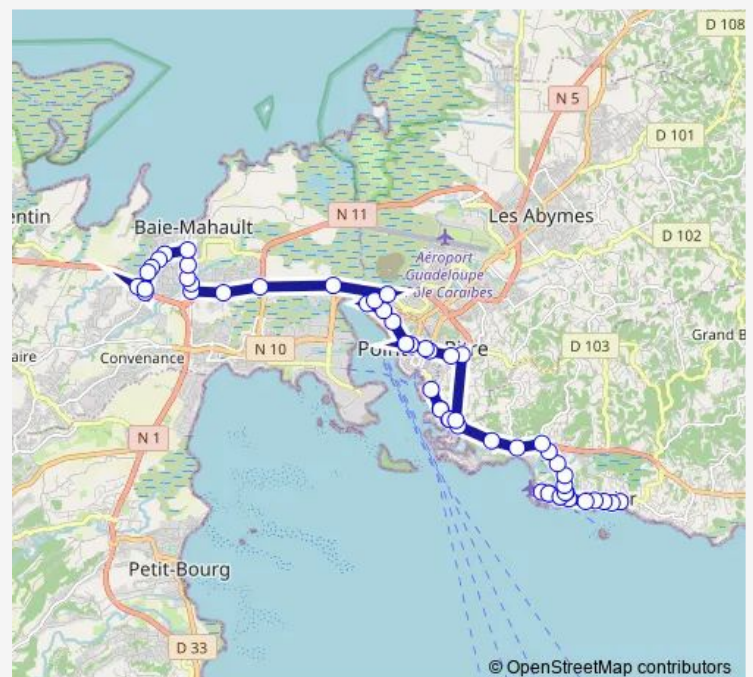 D 108
N 5
D 101
entin
Baie-Mahault
N 11
Les Abymes
D 102
Aéroport
Guadeloupe
ôle Caraïbes
aire
Convenance
N 10
D 103
Grand B
N 1
Petit-Bourg
D 33
© OpenStreetMap contributors